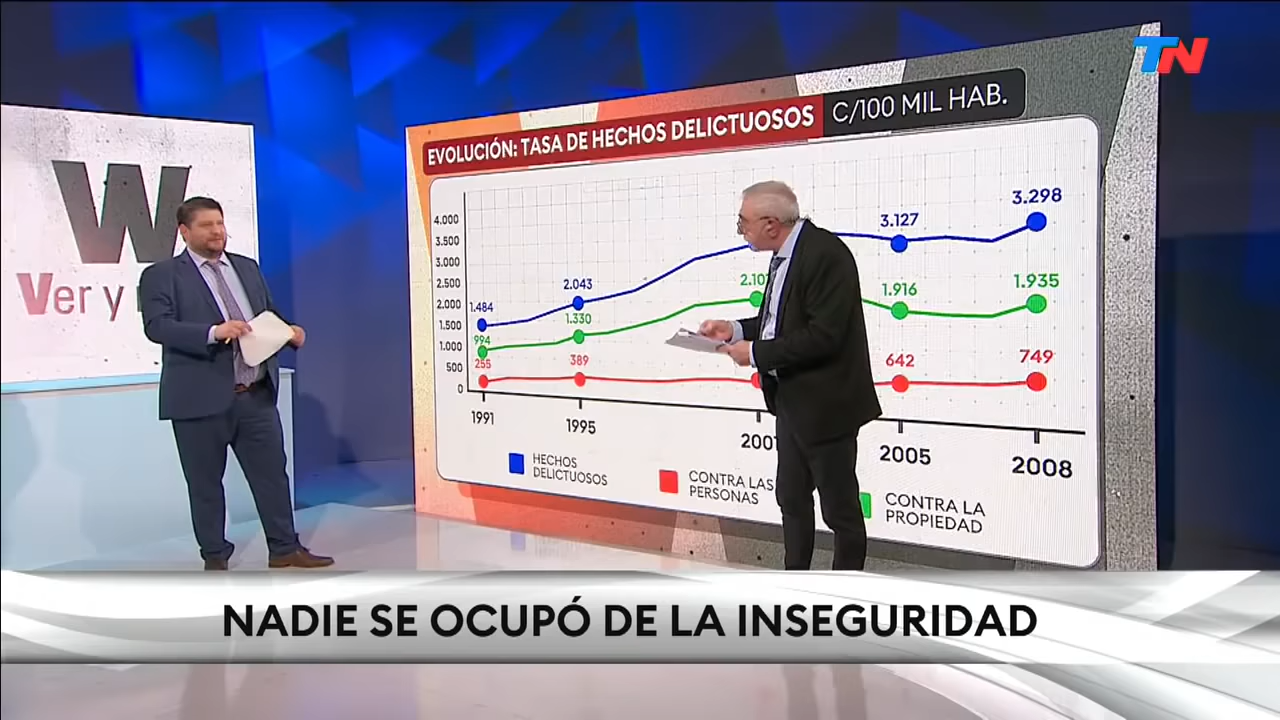 TN
W
Ver y
EVOLUCIÓN: TASA DE HECHOS DELICTUOSOS C/100 MIL HAB.
4.000
3.500
3.000
2.500
2.000
1.500
1.000
500
0
1.484
2.043
3.127
3.298
994
1.330
1.916
1.935
255
389
642
749
1991
1995
2001
2005
2008
HECHOS
DELICTUOSOS
CONTRA LAS
PERSONAS
CONTRA LA
PROPIEDAD
NADIE SE OCUPÓ DE LA INSEGURIDAD